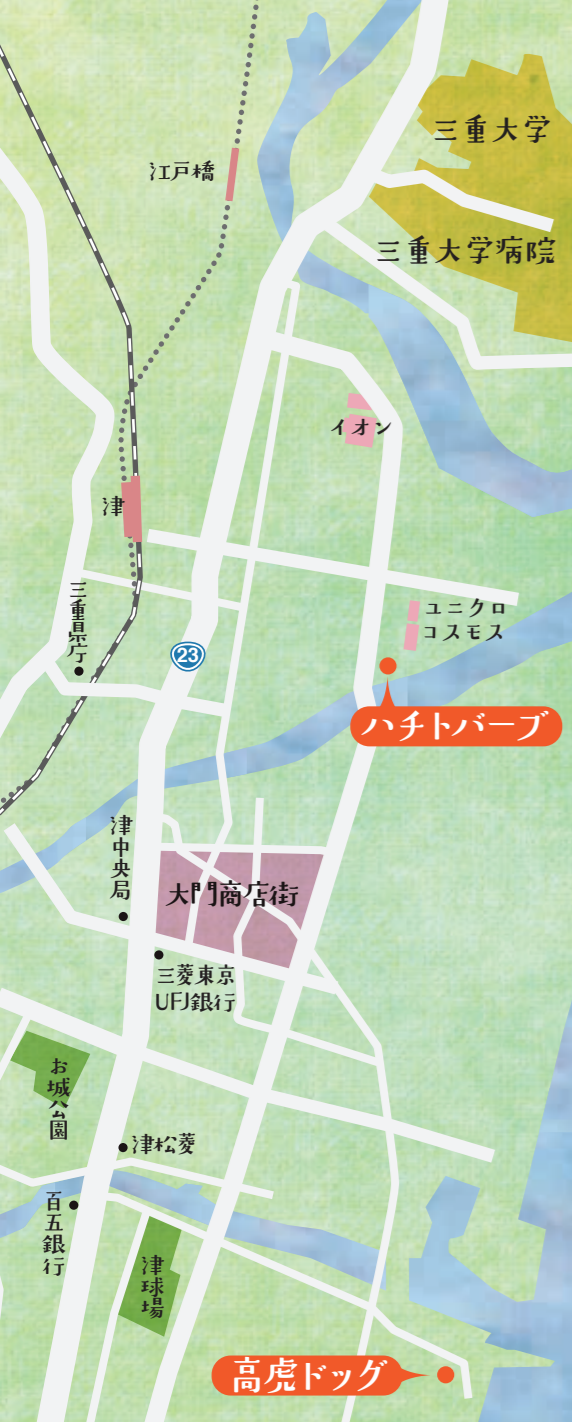 三重大学
江戸橋
三重大学病院
イオン
津
三重県庁
ユニクロ
コスモス
23
ハチトバーブ
津中央局
大門商店街
三菱東京
UFJ銀行
お城公園
津松菱
百五銀行
津球場
高虎ドッグ